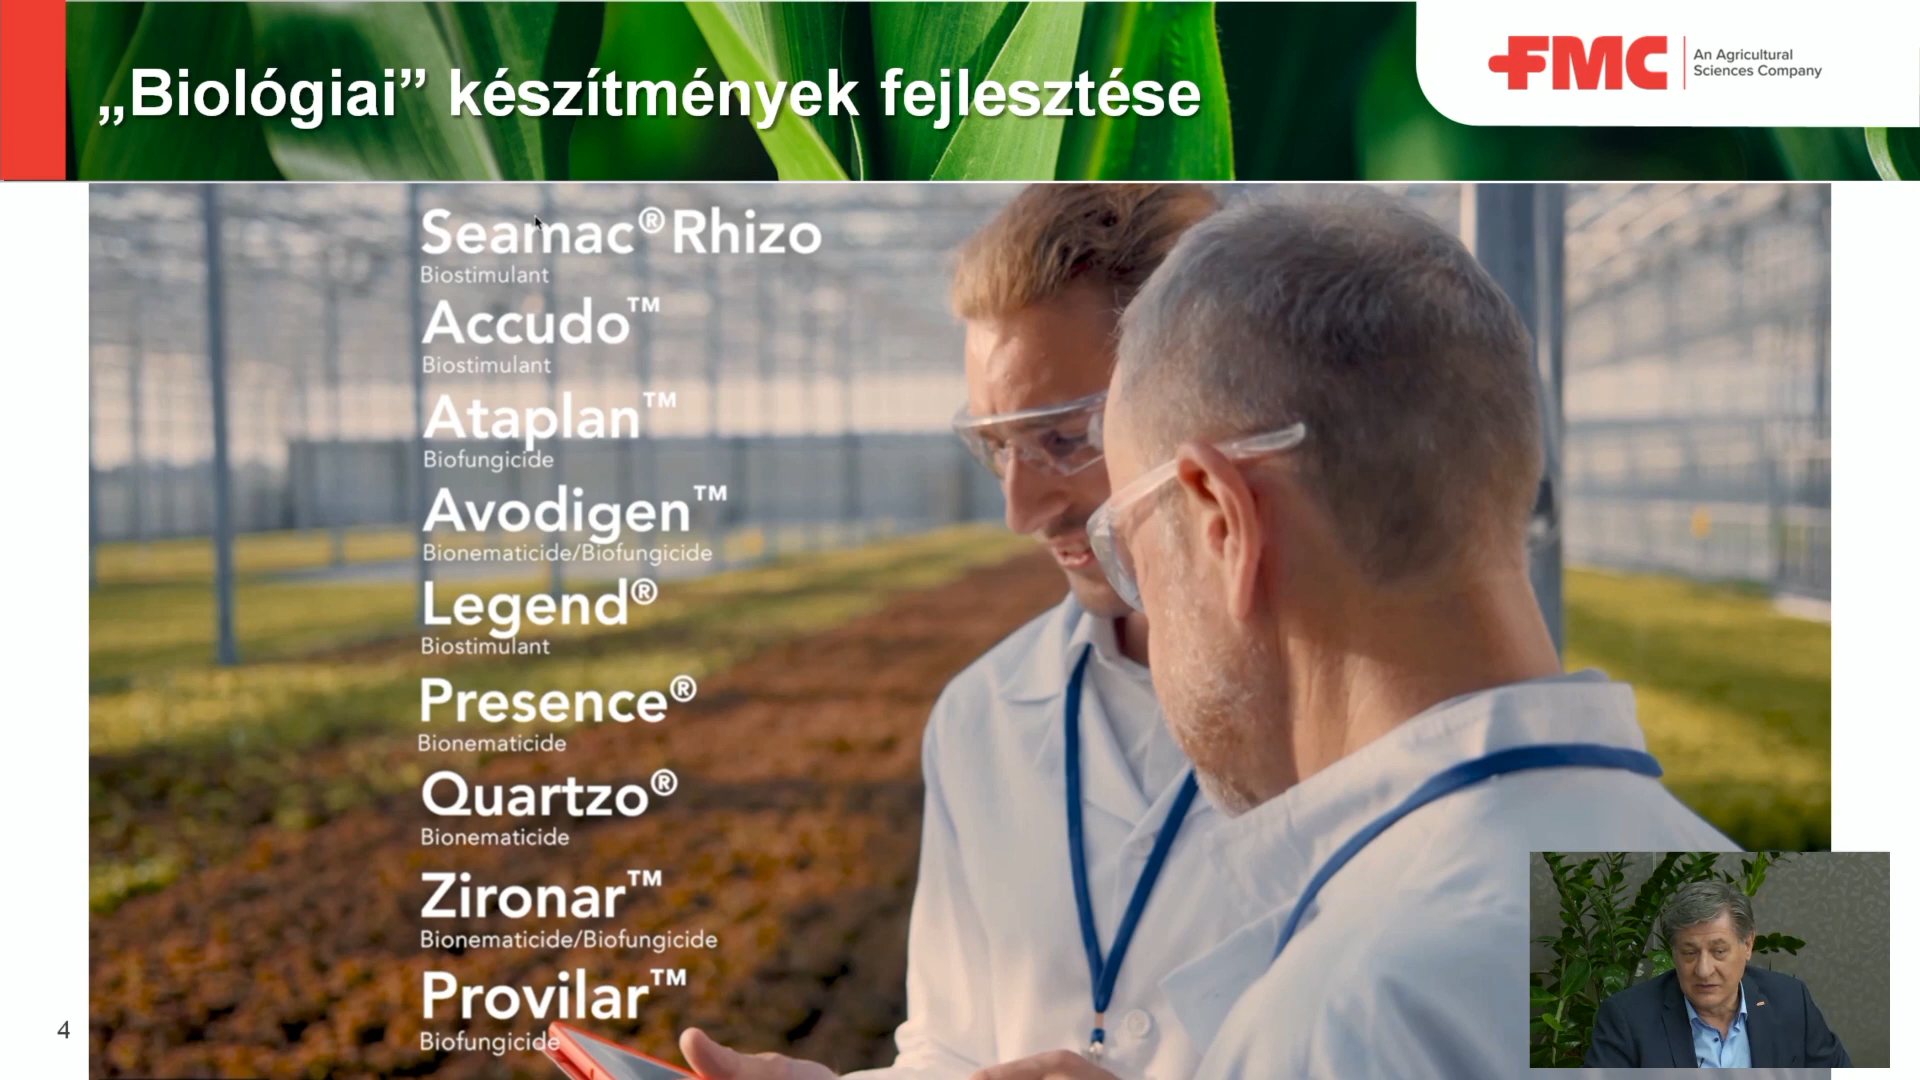 „Biológiai” készítmények fejlesztése
FMC
An Agricultural
Sciences Company
Seamac® Rhizo
Biostimulant
Accudo™
Biostimulant
Ataplan™
Biofungicide
Avodigen™
Bionematicide/Biofungicide
Legend®
Biostimulant
Presence®
Bionematicide
Quartzo®
Bionematicide
Zironar™
Bionematicide/Biofungicide
Provilar™
Biofungicide
4